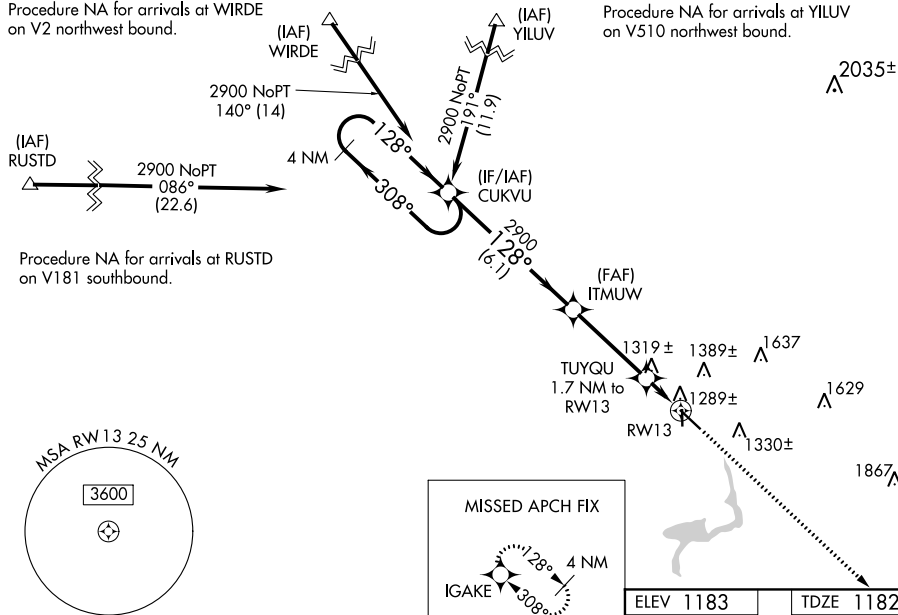 Procedure NA for arrivals at WIRDE
on V2 northwest bound.
(IAF)
WIRDE
(IAF)
YILUV
Procedure NA for arrivals at YILUV
on V510 northwest bound.
2035±
2900 NoPT
140° (14)
2900 NoPT
191°
(11.9)
(IAF)
RUSTD
2900 NoPT
086°
(22.6)
4 NM
128°
308°
(IF/IAF)
CUKVU
Procedure NA for arrivals at RUSTD
on V181 southbound.
2900
128°
(6.1)
(FAF)
ITMUW
1319±
1389±
1637
TUYQU
1.7 NM to
RW13
1289±
1629
RW13
1330±
1867
MSA RW13 25 NM
3600
MISSED APCH FIX
128°
4 NM
IGAKE
308°
ELEV 1183
TDZE 1182